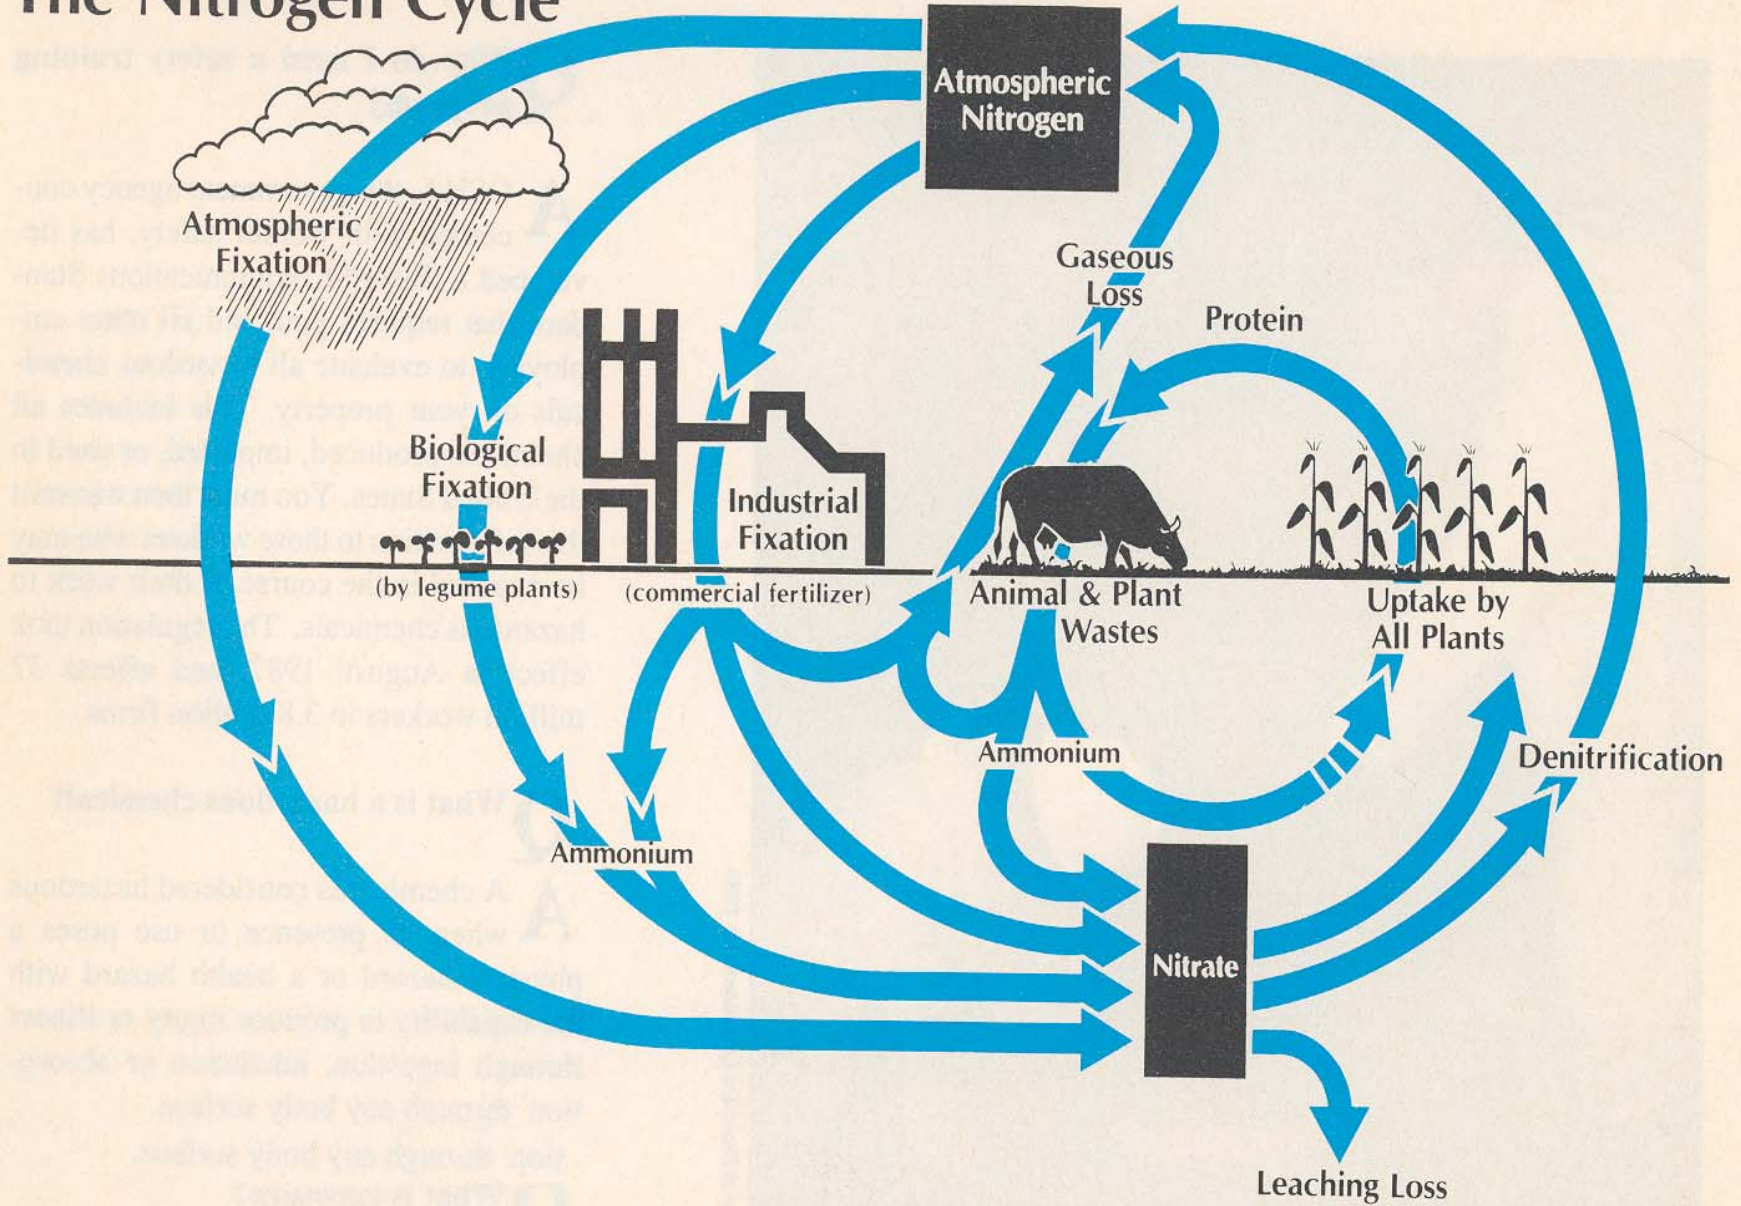 The Nitrogen Cycle
Atmospheric
Nitrogen
Atmospheric
Fixation
Gaseous
Loss
Protein
Biological
Fixation
Industrial
Fixation
(by legume plants)
(commercial fertilizer)
Animal & Plant
Wastes
Uptake by
All Plants
Ammonium
Denitrification
Ammonium
Nitrate
Leaching Loss